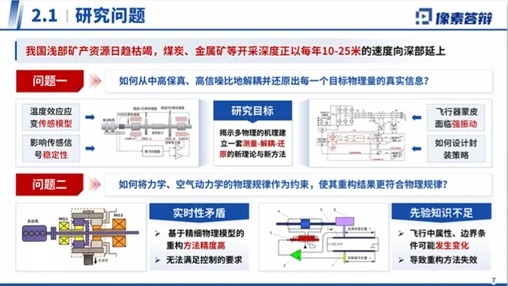 2.1 | 研究问题
像素答辩
我国浅部矿产资源日趋枯竭，煤炭、金属矿等开采深度正以每年10-25米的速度向深部延上
问题一
如何从中高保真、高信噪比地解耦并还原出每一个目标物理量的真实信息?
温度效应应
变传感模型
影响传感信
号稳定性
研究目标
揭示多物理的机理建
立一套测量-解耦-还
原的新理论与新方法
飞行器蒙皮
面临强振动
如何设计封
装策略
问题二
如何将力学、空气动力学的物理规律作为约束，使其重构结果更符合物理规律?
MG1
MG2
实时性矛盾
基于精细物理模型的
重构方法精度高
无法满足控制的要求
先验知识不足
飞行中属性、边界条
件可能发生变化
导致重构方法失效
7